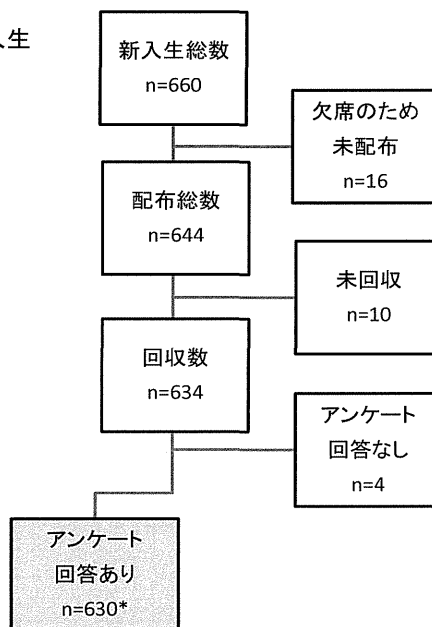 入生
新入生総数
n=660
欠席のため
未配布
n=16
配布総数
n=644
未回収
n=10
回収数
n=634
アンケート
回答なし
n=4
アンケート
回答あり
n=630*